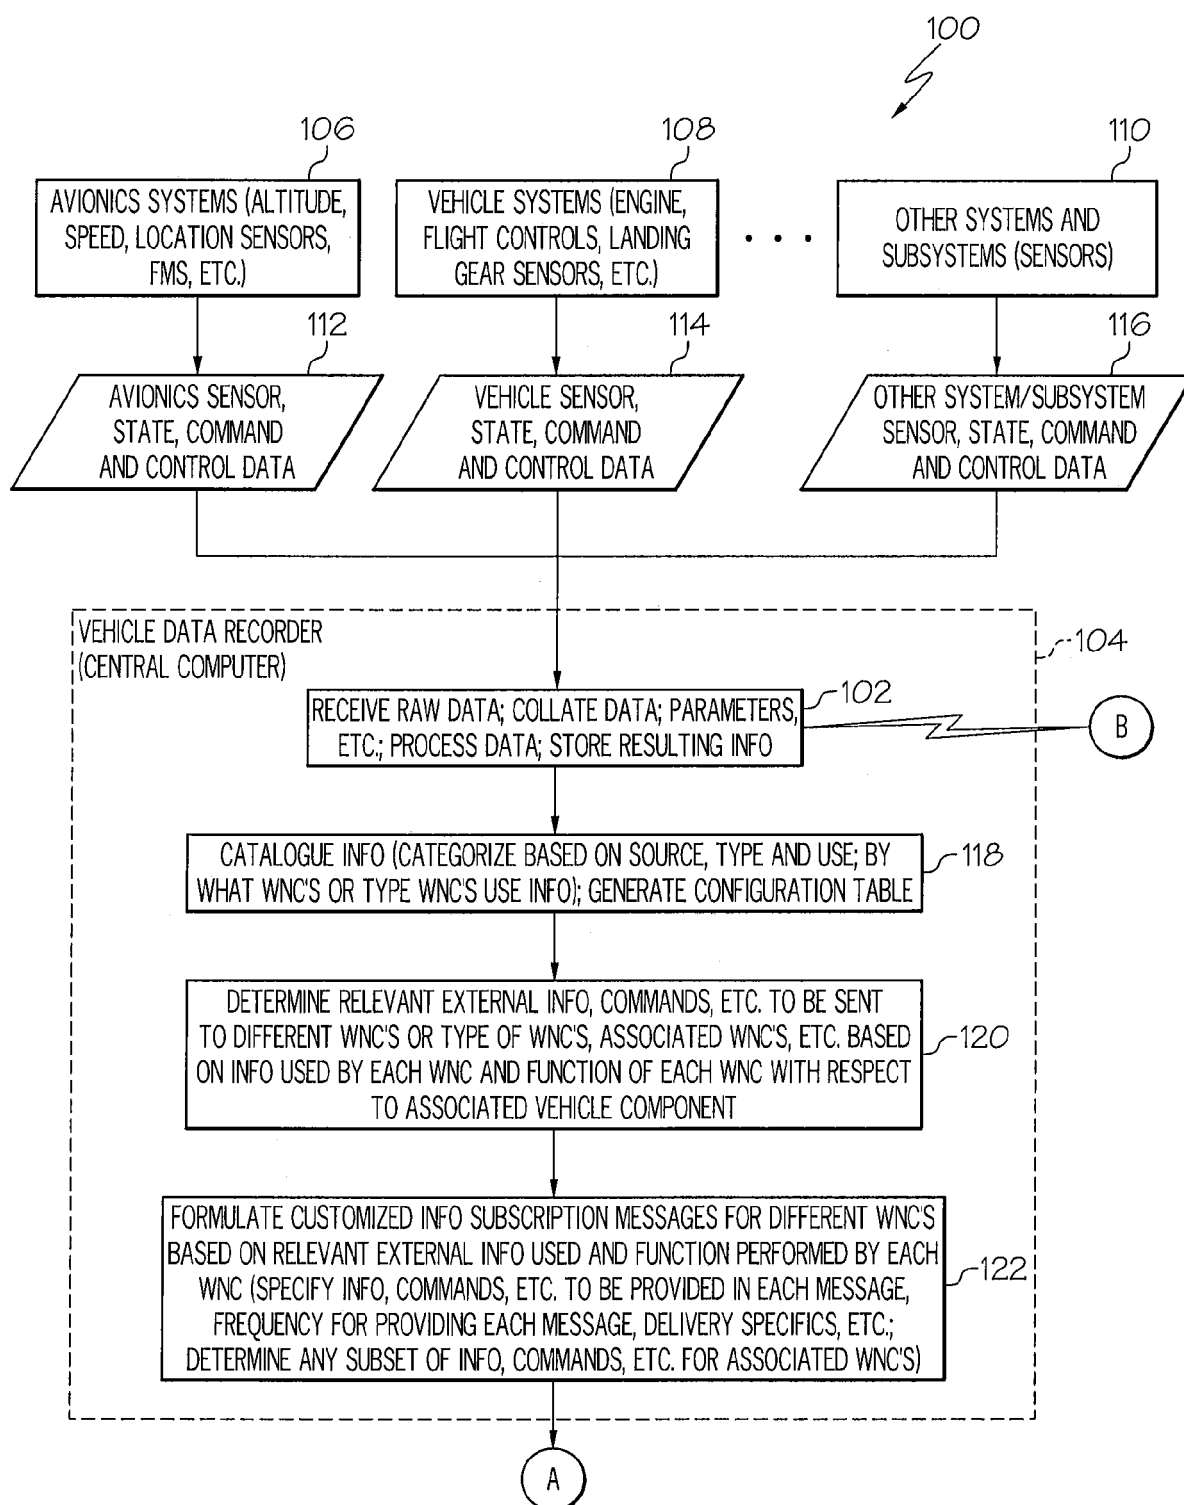 100
106
108
110
AVIONICS SYSTEMS (ALTITUDE,
SPEED, LOCATION SENSORS,
FMS, ETC.)
VEHICLE SYSTEMS (ENGINE,
FLIGHT CONTROLS, LANDING
GEAR SENSORS, ETC.)
. . .
OTHER SYSTEMS AND
SUBSYSTEMS (SENSORS)
112
114
116
AVIONICS SENSOR,
STATE, COMMAND
AND CONTROL DATA
VEHICLE SENSOR,
STATE, COMMAND
AND CONTROL DATA
OTHER SYSTEM/SUBSYSTEM
SENSOR, STATE, COMMAND
AND CONTROL DATA
VEHICLE DATA RECORDER
(CENTRAL COMPUTER)
104
102
RECEIVE RAW DATA; COLLATE DATA; PARAMETERS,
ETC.; PROCESS DATA; STORE RESULTING INFO
B
CATALOGUE INFO (CATEGORIZE BASED ON SOURCE, TYPE AND USE; BY
WHAT WNC'S OR TYPE WNC'S USE INFO); GENERATE CONFIGURATION TABLE
118
DETERMINE RELEVANT EXTERNAL INFO, COMMANDS, ETC. TO BE SENT
TO DIFFERENT WNC'S OR TYPE OF WNC'S, ASSOCIATED WNC'S, ETC. BASED
ON INFO USED BY EACH WNC AND FUNCTION OF EACH WNC WITH RESPECT
TO ASSOCIATED VEHICLE COMPONENT
120
FORMULATE CUSTOMIZED INFO SUBSCRIPTION MESSAGES FOR DIFFERENT WNC'S
BASED ON RELEVANT EXTERNAL INFO USED AND FUNCTION PERFORMED BY EACH
WNC (SPECIFY INFO, COMMANDS, ETC. TO BE PROVIDED IN EACH MESSAGE,
FREQUENCY FOR PROVIDING EACH MESSAGE, DELIVERY SPECIFICS, ETC.;
DETERMINE ANY SUBSET OF INFO, COMMANDS, ETC. FOR ASSOCIATED WNC'S)
122
A